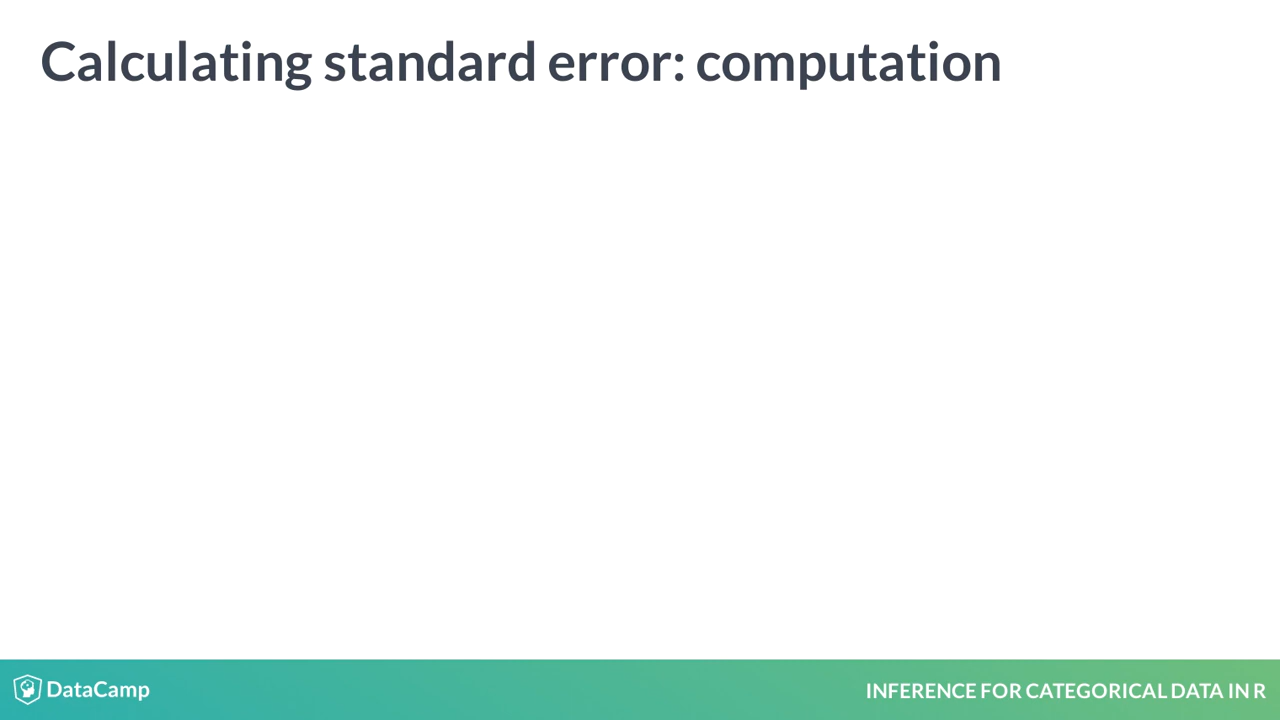 Calculating standard error: computation
DataCamp
INFERENCE FOR CATEGORICAL DATA IN R